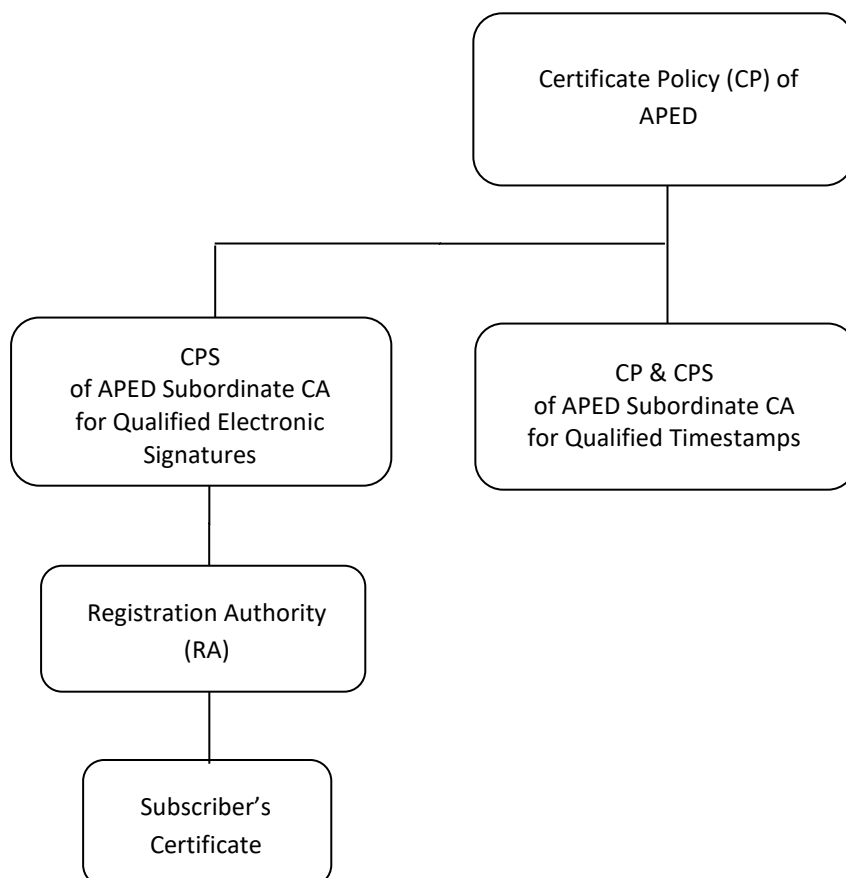 Certificate Policy (CP) of
APED
CPS
of APED Subordinate CA
for Qualified Electronic
Signatures
CP & CPS
of APED Subordinate CA
for Qualified Timestamps
Registration Authority
(RA)
Subscriber’s
Certificate